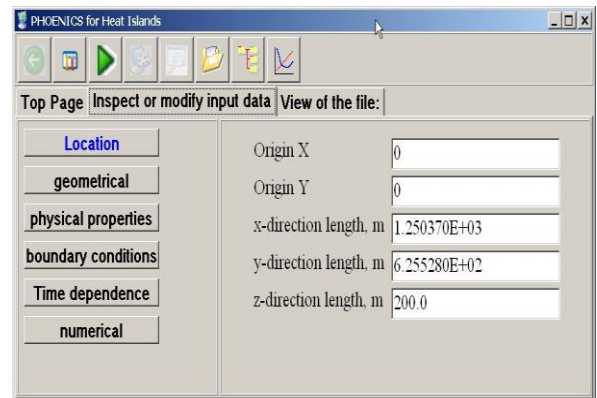 PHOENICS for Heat Islands
Top Page Inspect or modify input data View of the file:
Location
geometrical
physical properties
boundary conditions
Time dependence
numerical
Origin X 0
Origin Y 0
x-direction length, m 1.250370E+03
y-direction length, m 6.255280E+02
z-direction length, m 200.0